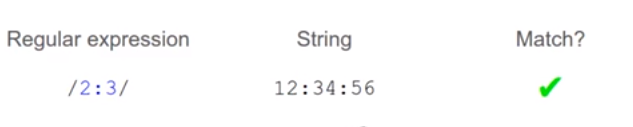 Regular expression String Match?
/2:3/ 12:34:56 ✔